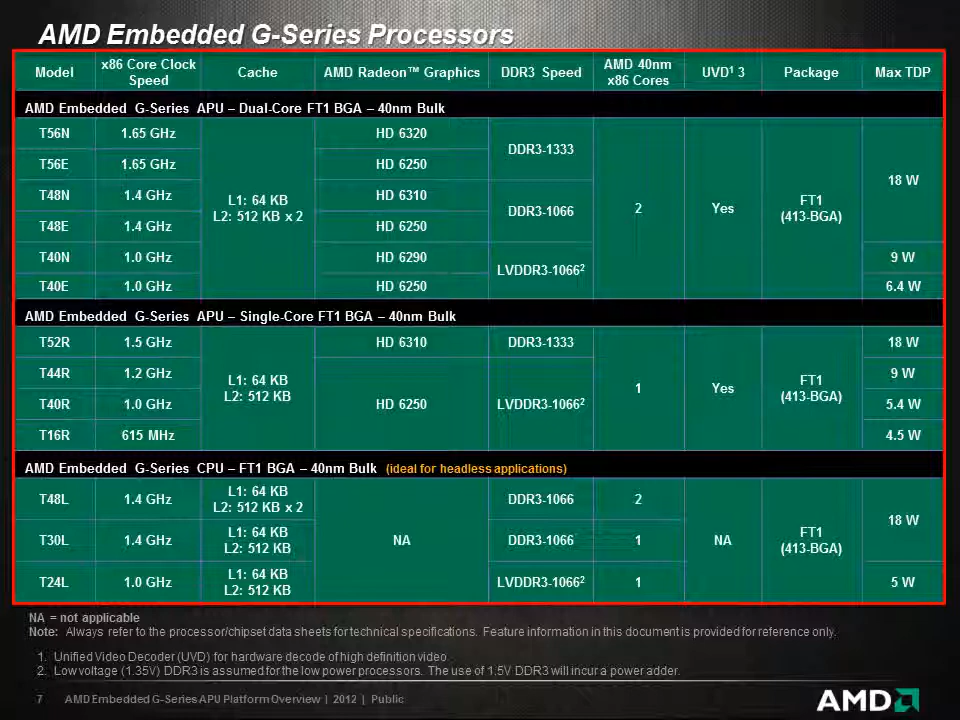 AMD Embedded G-Series Processors
Model x86 Core Clock Speed Cache AMD Radeon™ Graphics DDR3 Speed AMD 40nm x86 Cores UVD¹ 3 Package Max TDP
AMD Embedded G-Series APU – Dual-Core FT1 BGA – 40nm Bulk
T56N 1.65 GHz L1: 64 KB L2: 512 KB x 2 HD 6320 DDR3-1333 2 Yes FT1 (413-BGA) 18 W
T56E 1.65 GHz HD 6250
T48N 1.4 GHz HD 6310 DDR3-1066
T48E 1.4 GHz HD 6250
T40N 1.0 GHz HD 6290 LVDDR3-1066² 9 W
T40E 1.0 GHz HD 6250 6.4 W
AMD Embedded G-Series APU – Single-Core FT1 BGA – 40nm Bulk
T52R 1.5 GHz L1: 64 KB L2: 512 KB HD 6310 DDR3-1333 1 Yes FT1 (413-BGA) 18 W
T44R 1.2 GHz HD 6250 LVDDR3-1066² 9 W
T40R 1.0 GHz 5.4 W
T16R 615 MHz 4.5 W
AMD Embedded G-Series CPU – FT1 BGA – 40nm Bulk (ideal for headless applications)
T48L 1.4 GHz L1: 64 KB L2: 512 KB x 2 NA DDR3-1066 2 NA FT1 (413-BGA) 18 W
T30L 1.4 GHz L1: 64 KB L2: 512 KB DDR3-1066 1
T24L 1.0 GHz L1: 64 KB L2: 512 KB LVDDR3-1066² 1 5 W
NA = not applicable
Note: Always refer to the processor/chipset data sheets for technical specifications. Feature information in this document is provided for reference only.
1. Unified Video Decoder (UVD) for hardware decode of high definition video.
2. Low voltage (1.35V) DDR3 is assumed for the low power processors. The use of 1.5V DDR3 will incur a power adder.
7 AMD Embedded G-Series APU Platform Overview | 2012 | Public
AMD